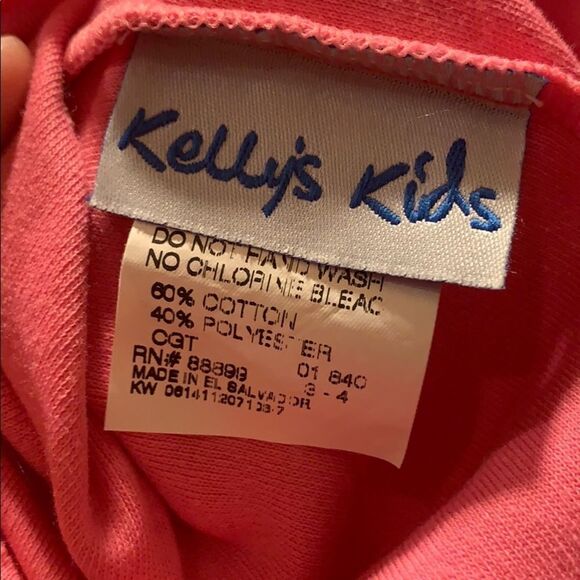 Kelly's Kids
DO NOT HAND WASH
NO CHLORINE BLEAC
60% COTTON
40% POLYESTER
CGT 01 840
RN# 88899 3 - 4
MADE IN EL SALVADOR
KW